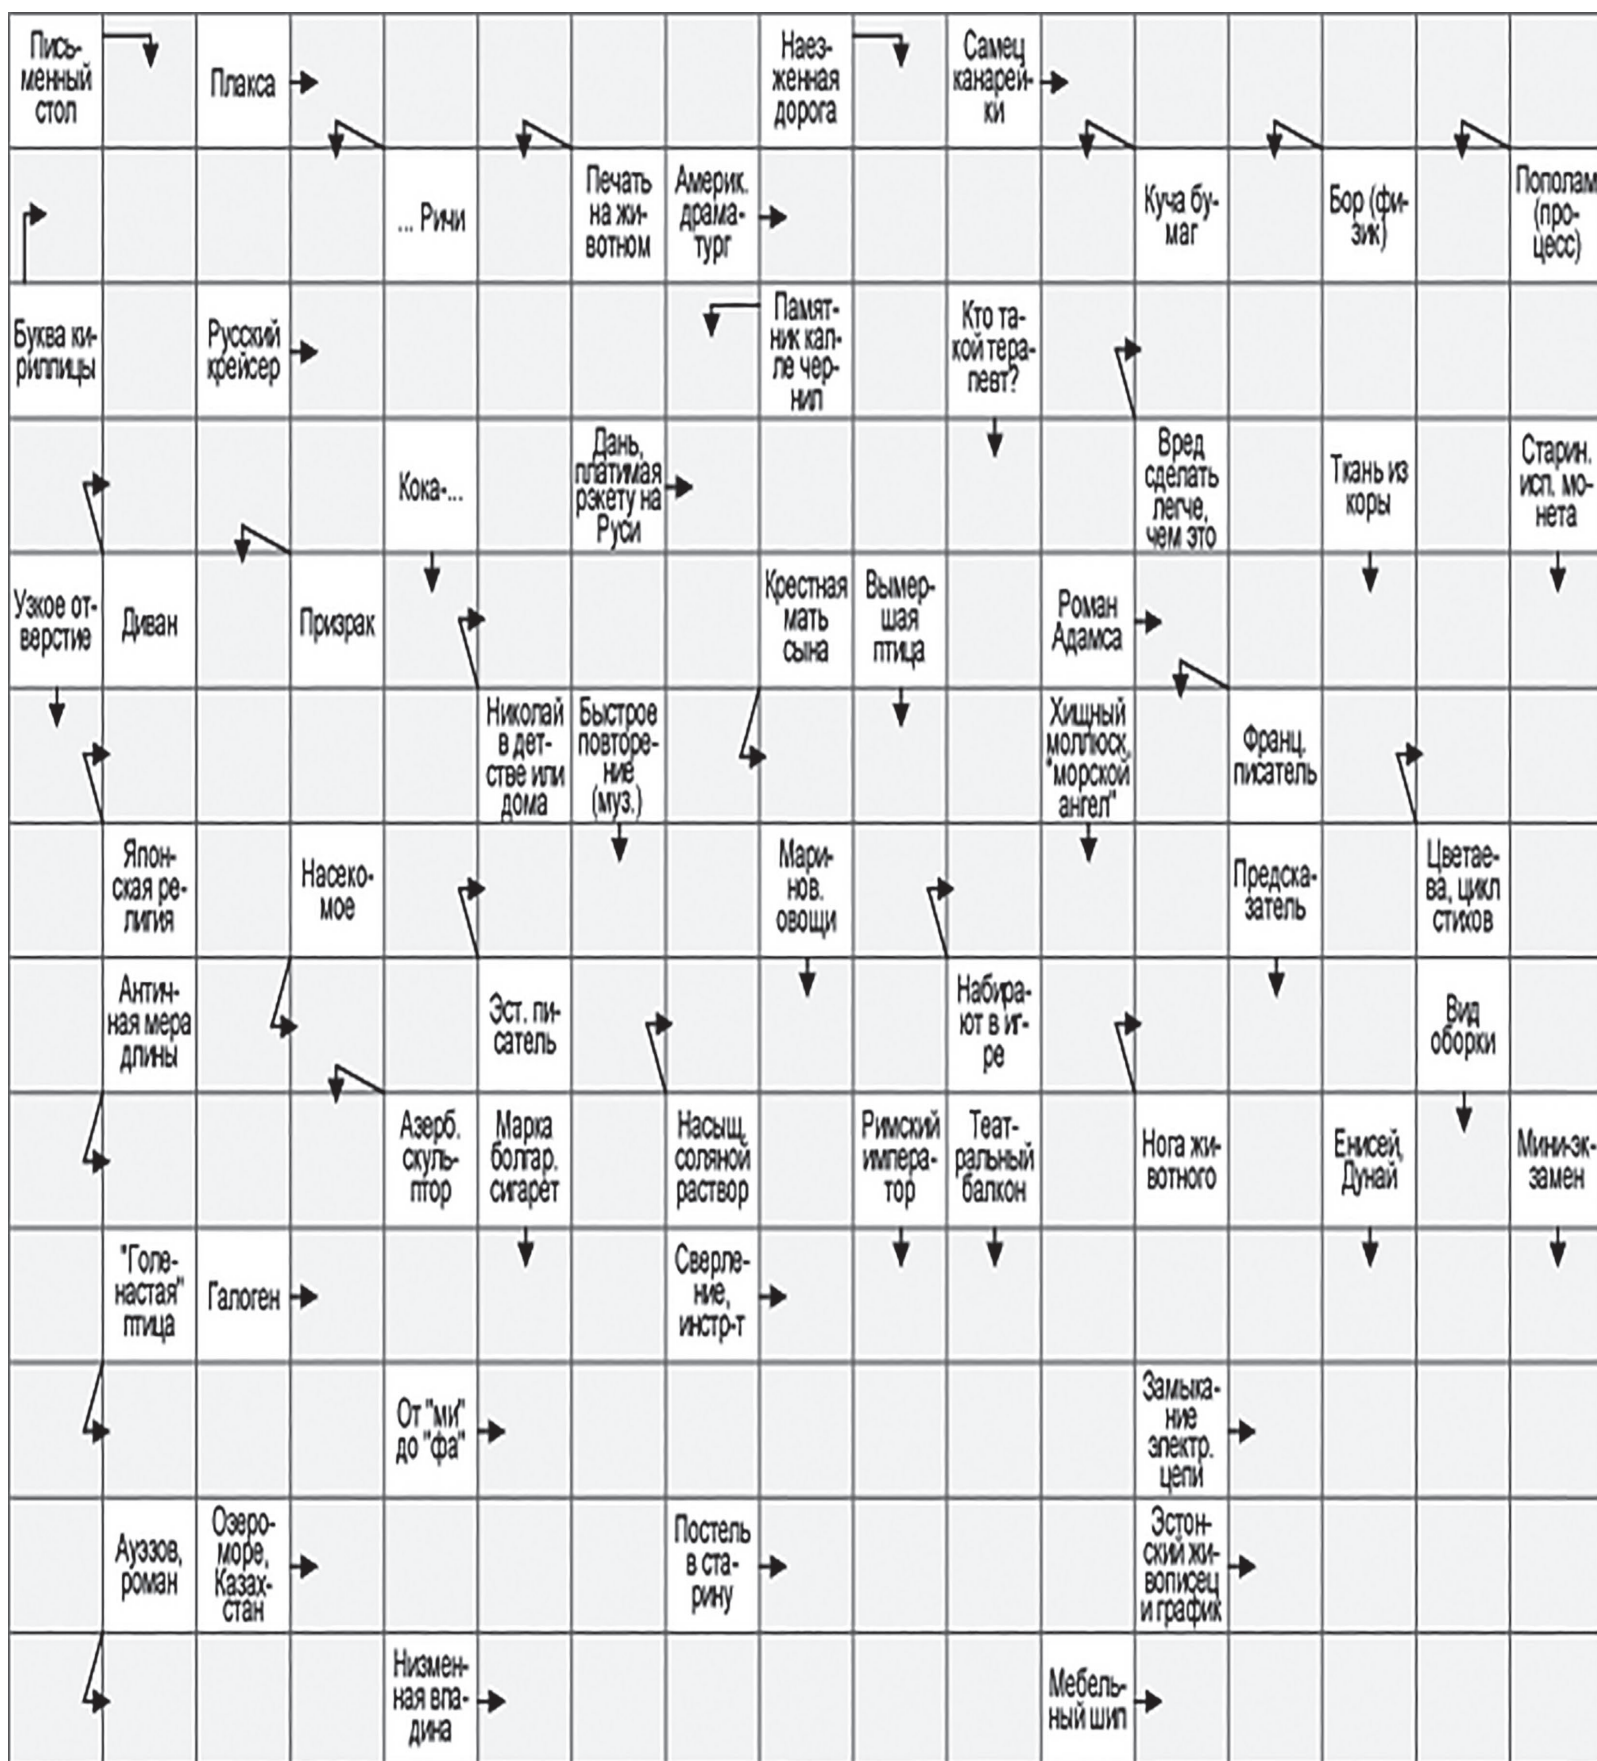 Пись-
менный
стол
Плакса
Наез-
женная
дорога
Самец
канарей-
ки
... Ричи
Печать
на жи-
вотном
Америк.
драма-
тург
Куча бу-
маг
Бор (фи-
зик)
Пополам
(про-
цесс)
Буква ки-
риллицы
Русский
крейсер
Памят-
ник кап-
ле чер-
нил
Кто та-
кой тера-
певт?
Кока-...
Дань,
платимая
рэкету на
Руси
Вред
сделать
легче,
чем это
Ткань из
коры
Старин.
исп. мо-
нета
Узкое от-
верстие
Диван
Призрак
Крестная
мать
сына
Вымер-
шая
птица
Роман
Адамса
Николай
в дет-
стве или
дома
Быстрое
повторе-
ние
(муз.)
Хищный
моллюск,
"морской
ангел"
Франц.
писатель
Япон-
ская ре-
лигия
Насеко-
мое
Мари-
нов.
овощи
Предска-
затель
Цветае-
ва, цикл
стихов
Антич-
ная мера
длины
Эст. пи-
сатель
Набира-
ют в иг-
ре
Вид
оборки
Азерб.
скуль-
птор
Марка
болгар.
сигарет
Насыщ.
соляной
раствор
Римский
импера-
тор
Теат-
ральный
балкон
Нога жи-
вотного
Енисей,
Дунай
Мини-эк-
замен
"Голе-
настая"
птица
Галоген
Сверле-
ние,
инстр-т
От "ми"
до "фа"
Замыка-
ние
электр.
цепи
Ауэзов,
роман
Озеро-
море,
Казах-
стан
Постель
в ста-
рину
Эстон-
ский жи-
вописец
и график
Низмен-
ная впа-
дина
Мебель-
ный шип